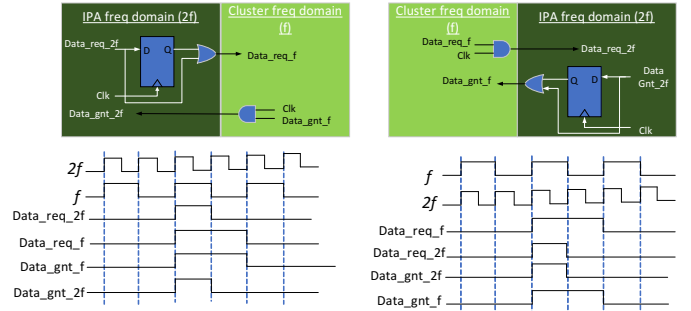 IPA freq domain (2f)
Cluster freq domain
(f)
Data_req_2f
D
Q
Data_req_f
Clk
Data_gnt_2f
Clk
Data_gnt_f
2f
f
Data_req_2f
Data_req_f
Data_gnt_f
Data_gnt_2f
Cluster freq domain
(f)
IPA freq domain (2f)
Data_req_f
Clk
Data_req_2f
Data_gnt_f
Q
D
Data
Gnt_2f
Clk
f
2f
Data_req_f
Data_req_2f
Data_gnt_2f
Data_gnt_f